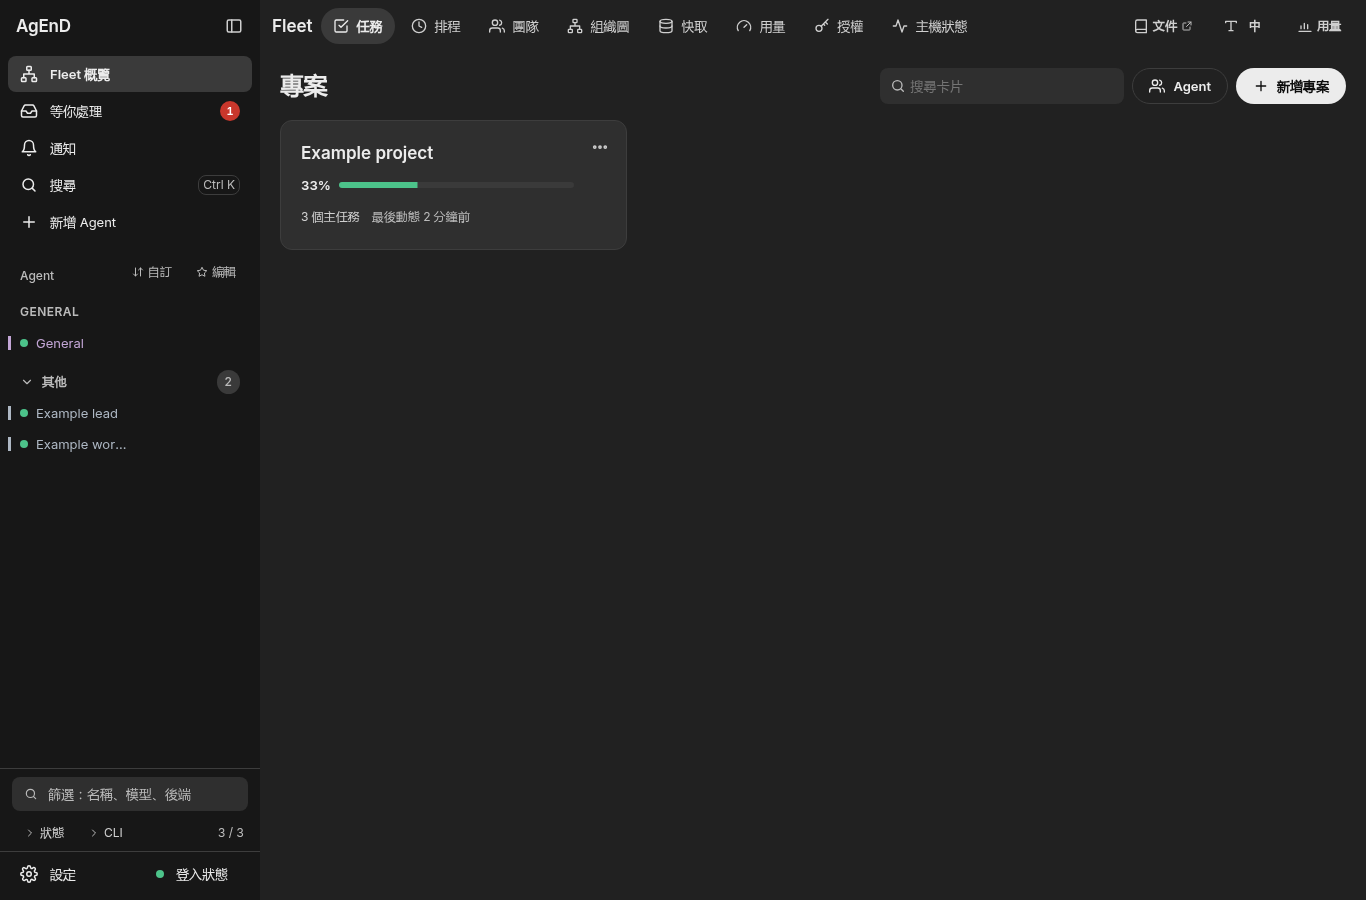 AgEnD
Fleet 概覽
等你處理 1
通知
搜尋 Ctrl K
新增 Agent
Agent 自訂 編輯
GENERAL
General
其他 2
Example lead
Example wor...
篩選：名稱、模型、後端
狀態 CLI 3 / 3
設定 登入狀態
Fleet 任務 排程 團隊 組織圖 快取 用量 授權 主機狀態 文件 中 用量
專案 搜尋卡片 Agent 新增專案
Example project
33%
3 個主任務 最後動態 2 分鐘前